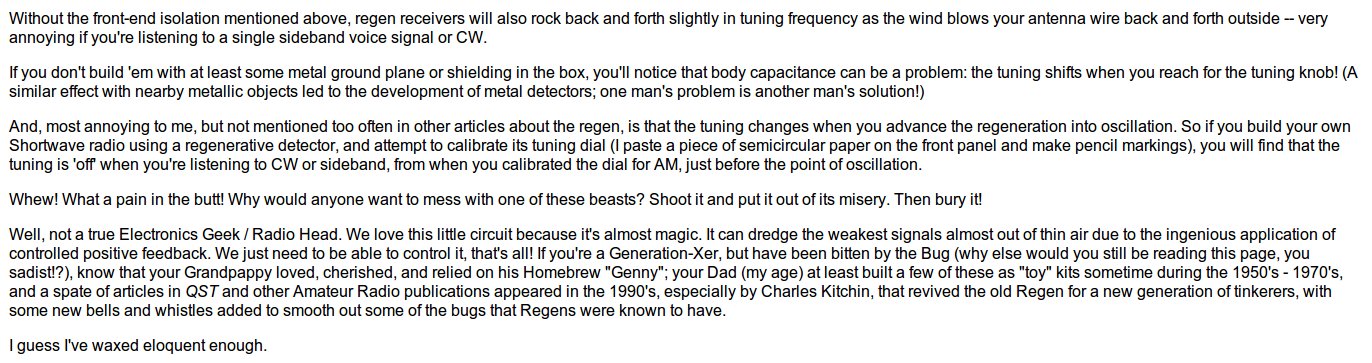 Without the front-end isolation mentioned above, regen receivers will also rock back and forth slightly in tuning frequency as the wind blows your antenna wire back and forth outside -- very
annoying if you're listening to a single sideband voice signal or CW.
If you don't build 'em with at least some metal ground plane or shielding in the box, you'll notice that body capacitance can be a problem: the tuning shifts when you reach for the tuning knob! (A
similar effect with nearby metallic objects led to the development of metal detectors; one man's problem is another man's solution!)
And, most annoying to me, but not mentioned too often in other articles about the regen, is that the tuning changes when you advance the regeneration into oscillation. So if you build your own
Shortwave radio using a regenerative detector, and attempt to calibrate its tuning dial (I paste a piece of semicircular paper on the front panel and make pencil markings), you will find that the
tuning is 'off' when you're listening to CW or sideband, from when you calibrated the dial for AM, just before the point of oscillation.
Whew! What a pain in the butt! Why would anyone want to mess with one of these beasts? Shoot it and put it out of its misery. Then bury it!
Well, not a true Electronics Geek / Radio Head. We love this little circuit because it's almost magic. It can dredge the weakest signals almost out of thin air due to the ingenious application of
controlled positive feedback. We just need to be able to control it, that's all! If you're a Generation-Xer, but have been bitten by the Bug (why else would you still be reading this page, you
sadist!?), know that your Grandpappy loved, cherished, and relied on his Homebrew "Genny"; your Dad (my age) at least built a few of these as "toy" kits sometime during the 1950's - 1970's,
and a spate of articles in QST and other Amateur Radio publications appeared in the 1990's, especially by Charles Kitchin, that revived the old Regen for a new generation of tinkerers, with
some new bells and whistles added to smooth out some of the bugs that Regens were known to have.
I guess I've waxed eloquent enough.